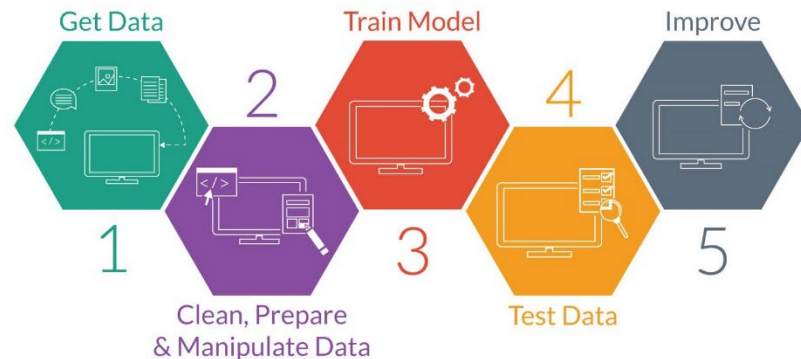 Get Data
1
2
Clean, Prepare
& Manipulate Data
</>
</>
Train Model
3
4
Test Data
Improve
5